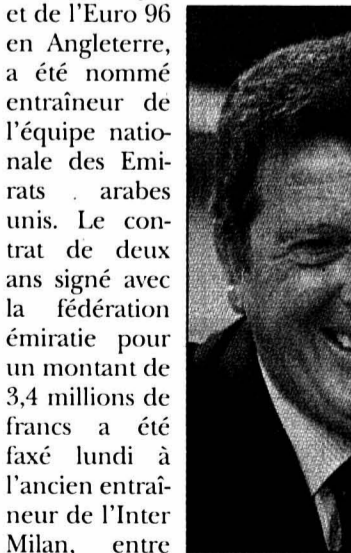 et de l'Euro 96
en Angleterre,
a été nommé
entraîneur de
l'équipe natio-
nale des Emi-
rats arabes
unis. Le con-
trat de deux
ans signé avec
la fédération
émiratie pour
un montant de
3,4 millions de
francs a été
faxé lundi à
l'ancien entraî-
neur de l'Inter
Milan, entre